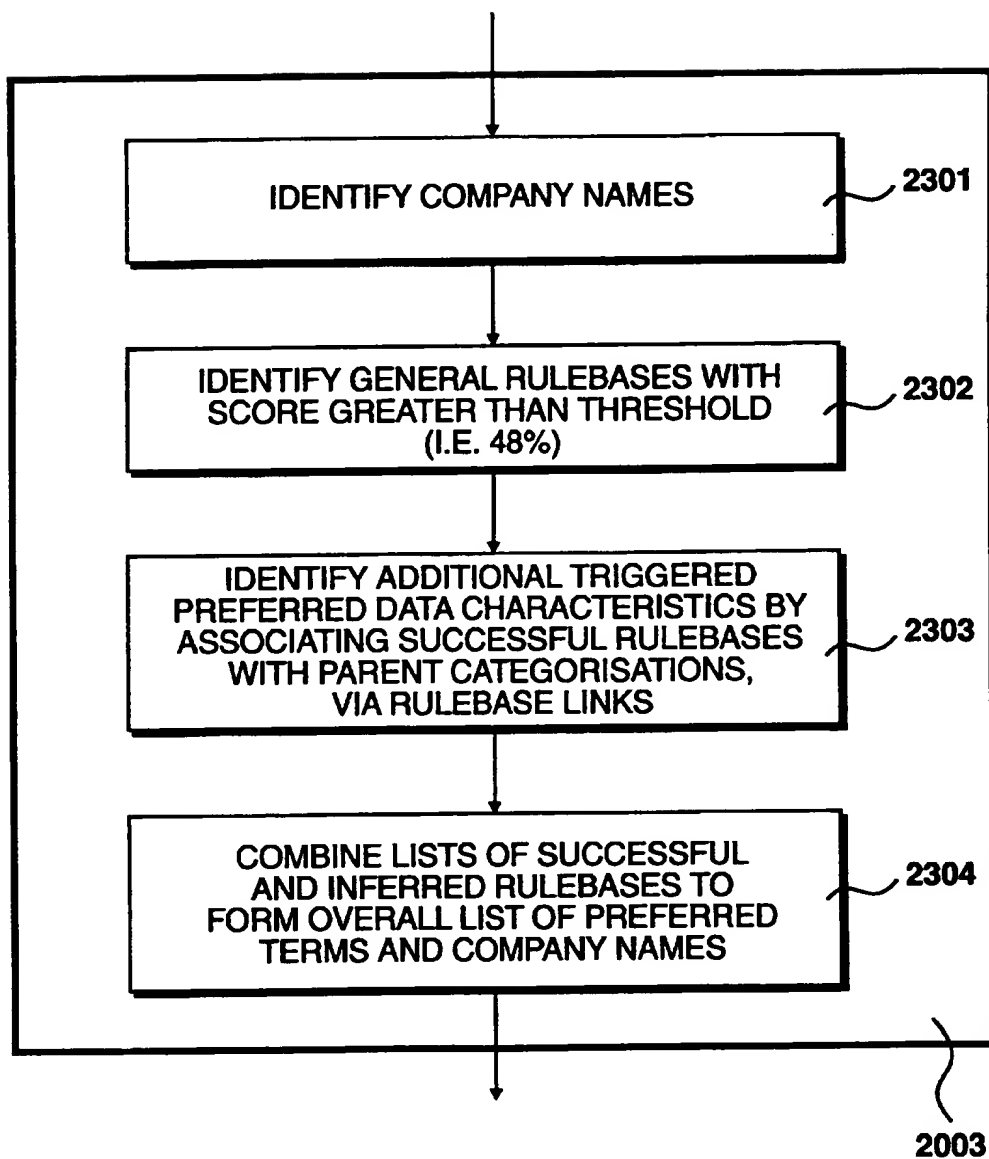 IDENTIFY COMPANY NAMES
2301
IDENTIFY GENERAL RULEBASES WITH
SCORE GREATER THAN THRESHOLD
(I.E. 48%)
2302
IDENTIFY ADDITIONAL TRIGGERED
PREFERRED DATA CHARACTERISTICS BY
ASSOCIATING SUCCESSFUL RULEBASES
WITH PARENT CATEGORISATIONS,
VIA RULEBASE LINKS
2303
COMBINE LISTS OF SUCCESSFUL
AND INFERRED RULEBASES TO
FORM OVERALL LIST OF PREFERRED
TERMS AND COMPANY NAMES
2304
2003